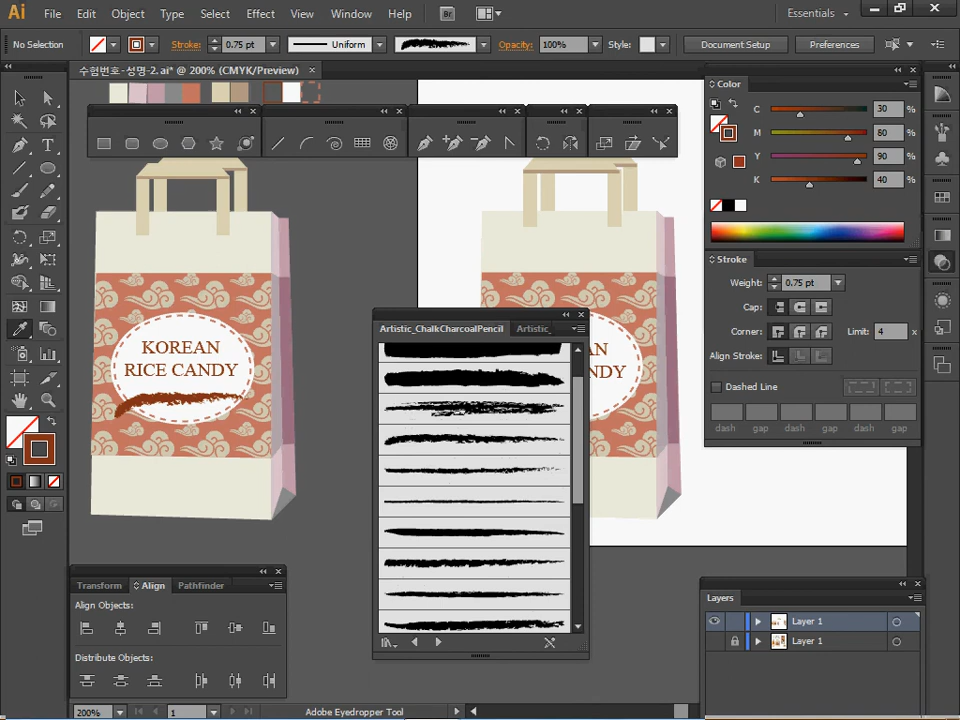 Ai File Edit Object Type Select Effect View Window Help Br Essentials
No Selection Stroke: 0.75 pt Uniform Opacity: 100% Style: Document Setup Preferences
수험번호-성명-2.ai* @ 200% (CMYK/Preview)
Color
C 30 %
M 80 %
Y 90 %
K 40 %
Stroke
Weight: 0.75 pt
Cap:
Corner: Limit: 4 x
Align Stroke:
Dashed Line
dash gap dash gap dash gap
KOREAN
RICE CANDY
AN
CANDY
Artistic_ChalkCharcoalPencil Artistic_
Transform Align Pathfinder
Align Objects:
Distribute Objects:
Layers
Layer 1
Layer 1
200% 1 Adobe Eyedropper Tool